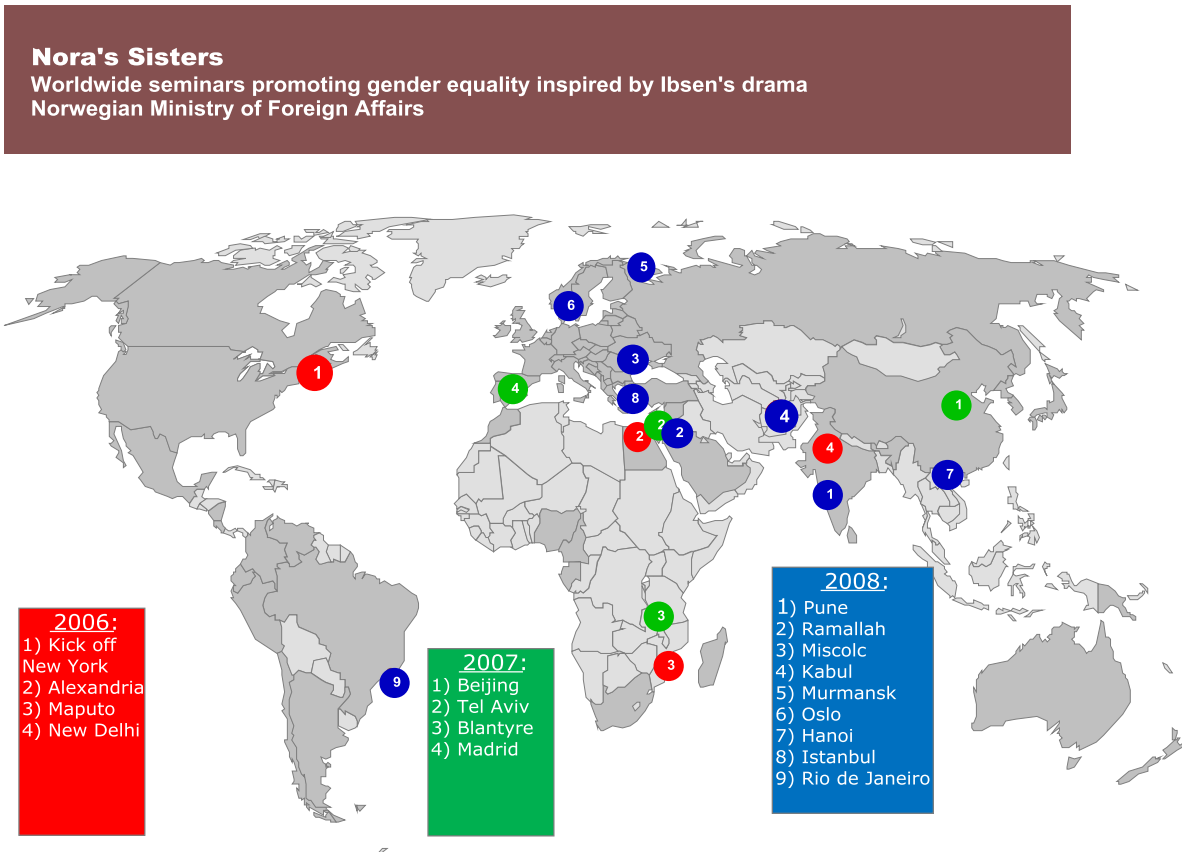 Nora's Sisters
Worldwide seminars promoting gender equality inspired by Ibsen's drama
Norwegian Ministry of Foreign Affairs
5
6
1
3
4
8
4
1
2
2
2
4
7
1
3
3
9
2006:
1) Kick off
New York
2) Alexandria
3) Maputo
4) New Delhi
2007:
1) Beijing
2) Tel Aviv
3) Blantyre
4) Madrid
2008:
1) Pune
2) Ramallah
3) Miscolc
4) Kabul
5) Murmansk
6) Oslo
7) Hanoi
8) Istanbul
9) Rio de Janeiro